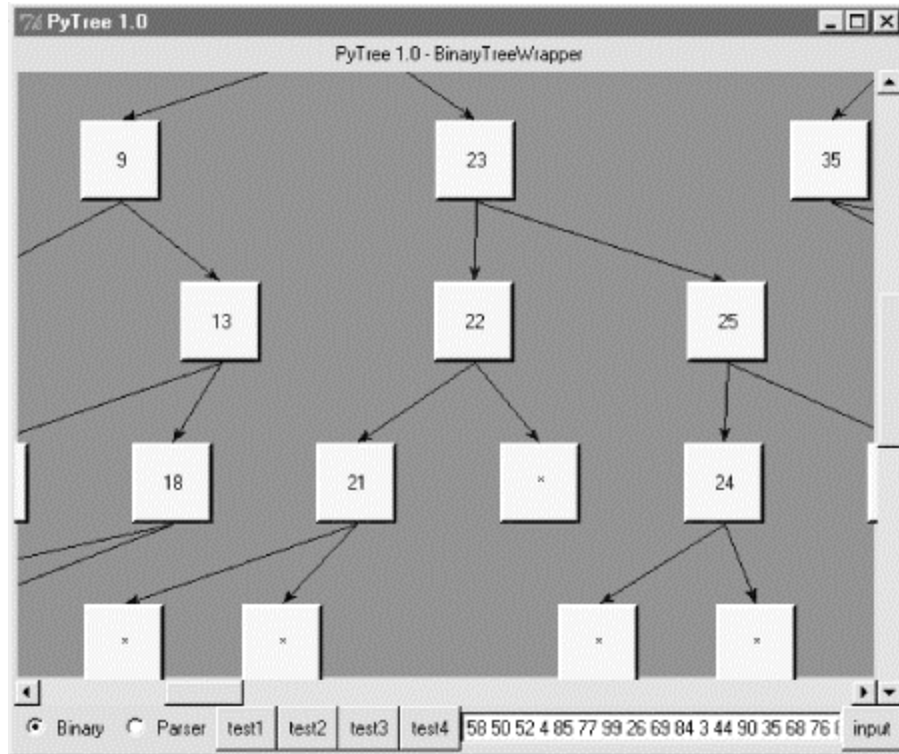 PyTree 1.0
PyTree 1.0 - BinaryTreeWrapper
9 23 35
13 22 25
18 21 * 24
* * * *
Binary Parser test1 test2 test3 test4 58 50 52 4 85 77 99 26 69 84 3 44 90 35 68 76 input